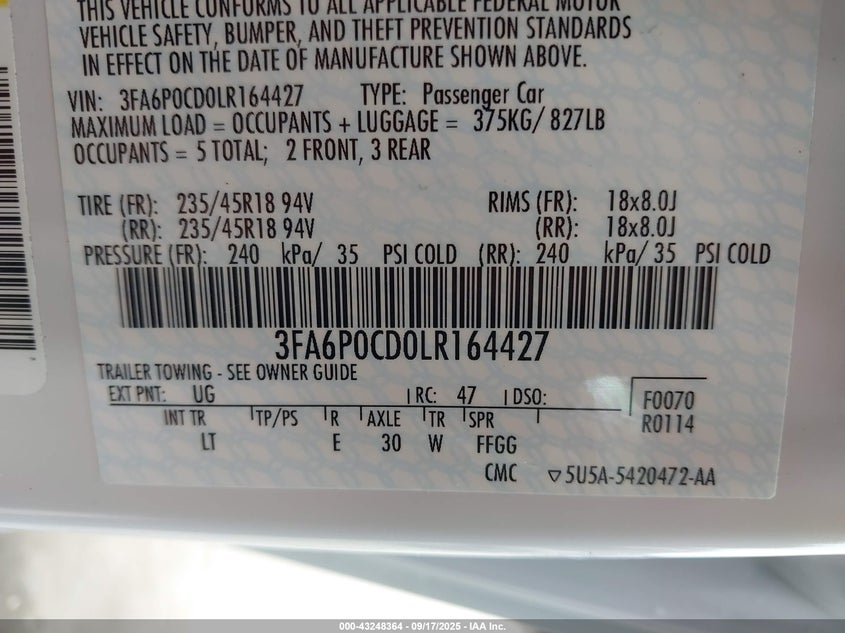 THIS VEHICLE CONFORMS TO ALL APPLICABLE FEDERAL MOTOR
VEHICLE SAFETY, BUMPER, AND THEFT PREVENTION STANDARDS
IN EFFECT ON THE DATE OF MANUFACTURE SHOWN ABOVE.
VIN: 3FA6P0CD0LR164427 TYPE: Passenger Car
MAXIMUM LOAD = OCCUPANTS + LUGGAGE = 375KG/ 827LB
OCCUPANTS = 5 TOTAL; 2 FRONT, 3 REAR
TIRE (FR): 235/45R18 94V RIMS (FR): 18x8.0J
(RR): 235/45R18 94V (RR): 18x8.0J
PRESSURE (FR): 240 kPa/ 35 PSI COLD (RR): 240 kPa/ 35 PSI COLD
3FA6P0CD0LR164427
TRAILER TOWING - SEE OWNER GUIDE
EXT PNT: UG RC: 47 DSO: F0070
INT TR TP/PS R AXLE TR SPR R0114
LT E 30 W FFGG
CMC ▽5U5A-5420472-AA
000-43248364 | 09/17/2025 | IAA Inc.